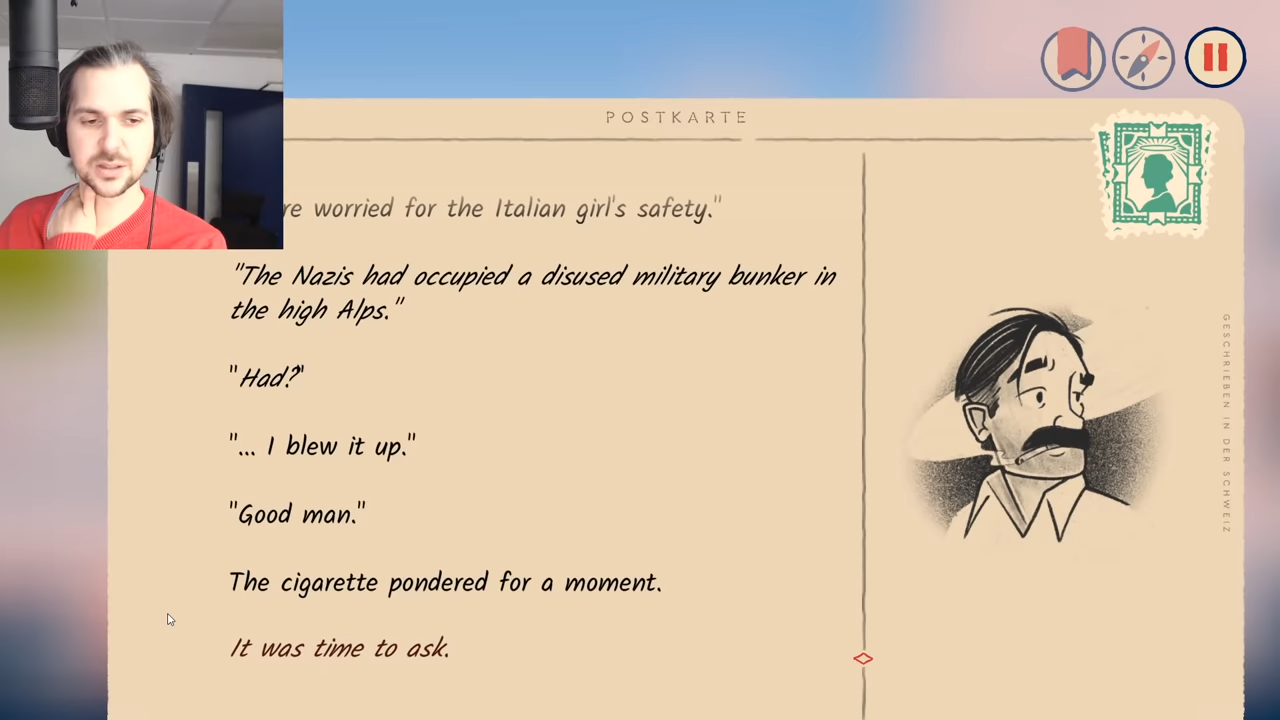 POSTKARTE
re worried for the Italian girl's safety."
"The Nazis had occupied a disused military bunker in
the high Alps."
"Had?"
"... I blew it up."
"Good man."
The cigarette pondered for a moment.
It was time to ask.
GESCHRIEBEN IN DER SCHWEIZ